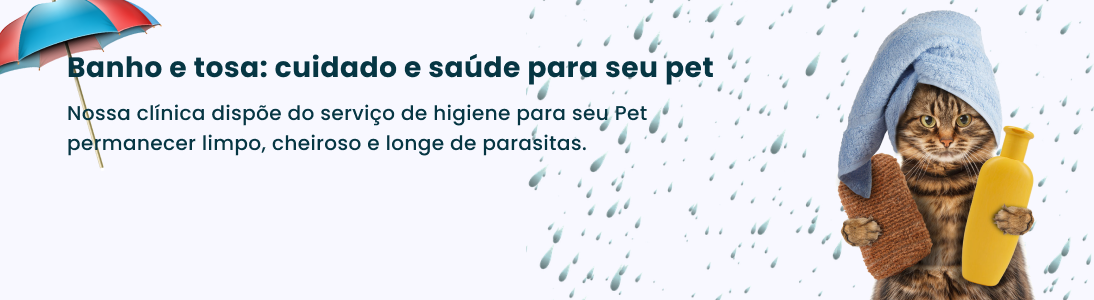 Banho e tosa: cuidado e saúde para seu pet
Nossa clínica dispõe do serviço de higiene para seu Pet
permanecer limpo, cheiroso e longe de parasitas.